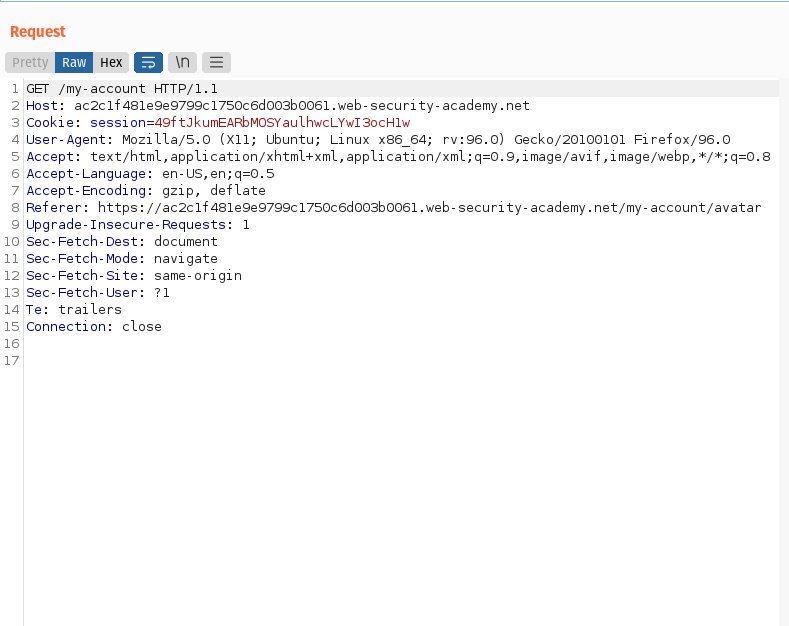 Request
Pretty Raw Hex \n
1 GET /my-account HTTP/1.1
2 Host: ac2c1f481e9e9799c1750c6d003b0061.web-security-academy.net
3 Cookie: session=49ftJkumEARbMOSYaulhwcLYwI3ocH1w
4 User-Agent: Mozilla/5.0 (X11; Ubuntu; Linux x86_64; rv:96.0) Gecko/20100101 Firefox/96.0
5 Accept: text/html,application/xhtml+xml,application/xml;q=0.9,image/avif,image/webp,*/*;q=0.8
6 Accept-Language: en-US,en;q=0.5
7 Accept-Encoding: gzip, deflate
8 Referer: https://ac2c1f481e9e9799c1750c6d003b0061.web-security-academy.net/my-account/avatar
9 Upgrade-Insecure-Requests: 1
10 Sec-Fetch-Dest: document
11 Sec-Fetch-Mode: navigate
12 Sec-Fetch-Site: same-origin
13 Sec-Fetch-User: ?1
14 Te: trailers
15 Connection: close
16
17